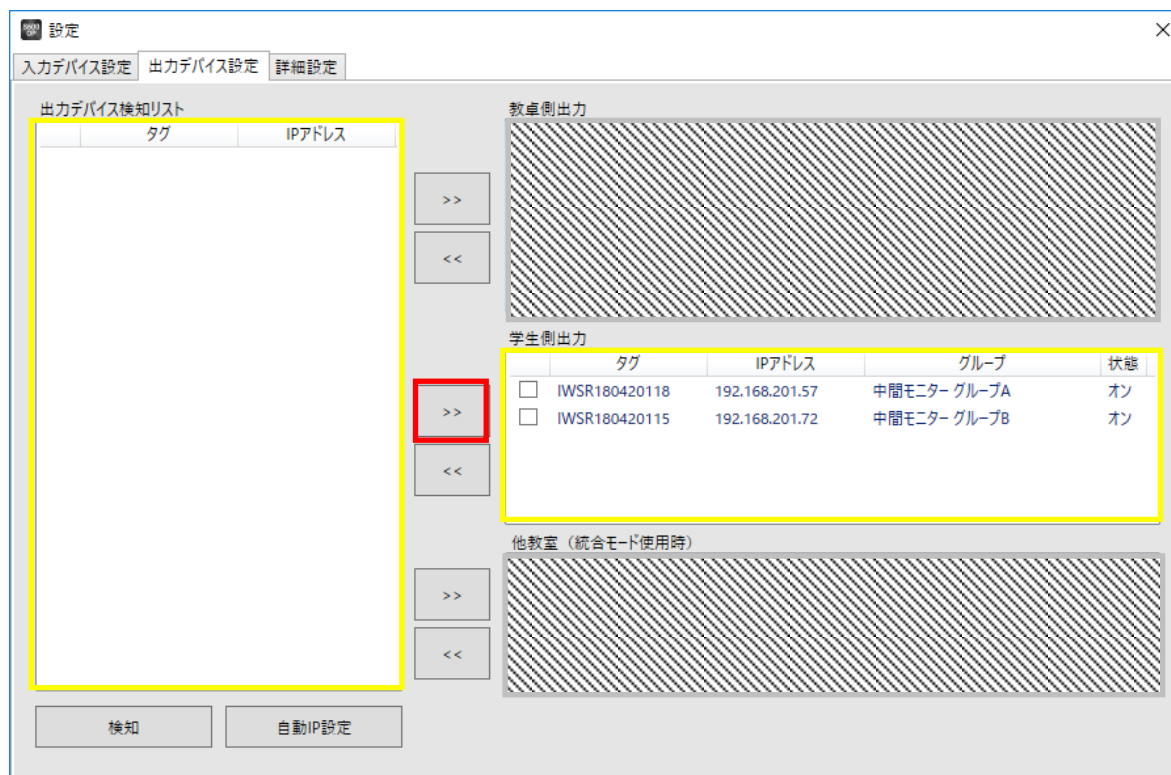 S600 OP 設定
入力デバイス設定 出力デバイス設定 詳細設定
出力デバイス検知リスト
タグ IPアドレス
>>
<<
>>
<<
>>
<<
検知 自動IP設定
教卓側出力
学生側出力
タグ IPアドレス グループ 状態
IWSR180420118 192.168.201.57 中間モニター グループA オン
IWSR180420115 192.168.201.72 中間モニター グループB オン
他教室（統合モード使用時）